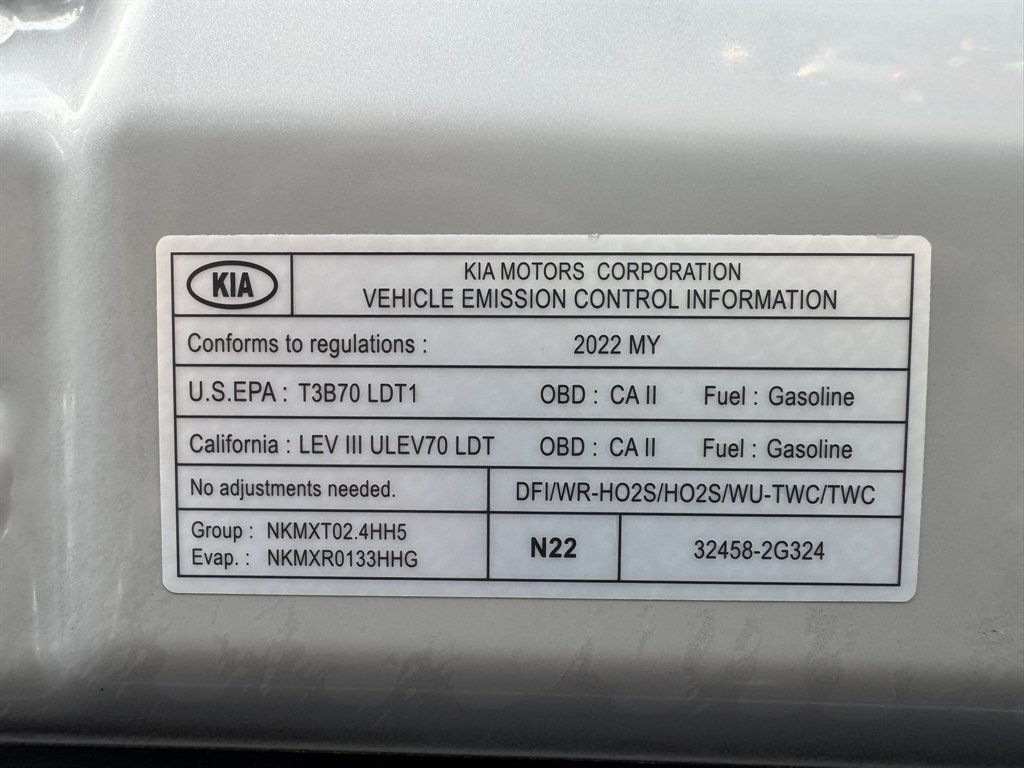 KIA
KIA MOTORS CORPORATION
VEHICLE EMISSION CONTROL INFORMATION
Conforms to regulations : 2022 MY
U.S.EPA : T3B70 LDT1 OBD : CA II Fuel : Gasoline
California : LEV III ULEV70 LDT OBD : CA II Fuel : Gasoline
No adjustments needed. DFI/WR-HO2S/HO2S/WU-TWC/TWC
Group : NKMXT02.4HH5
Evap. : NKMXR0133HHG
N22 32458-2G324